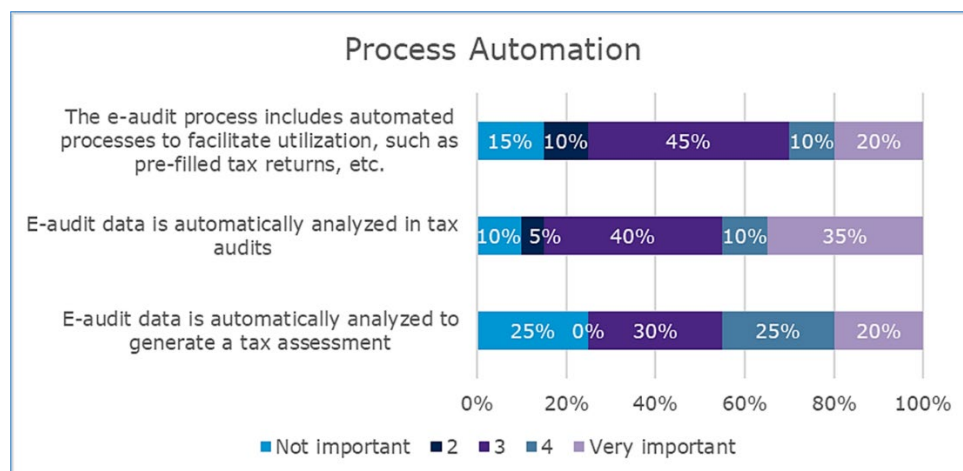 Process Automation
The e-audit process includes automated
processes to facilitate utilization, such as
pre-filled tax returns, etc.
15% 10% 45% 10% 20%
E-audit data is automatically analyzed in tax
audits
10% 5% 40% 10% 35%
E-audit data is automatically analyzed to
generate a tax assessment
25% 0% 30% 25% 20%
0% 20% 40% 60% 80% 100%
Not important 2 3 4 Very important